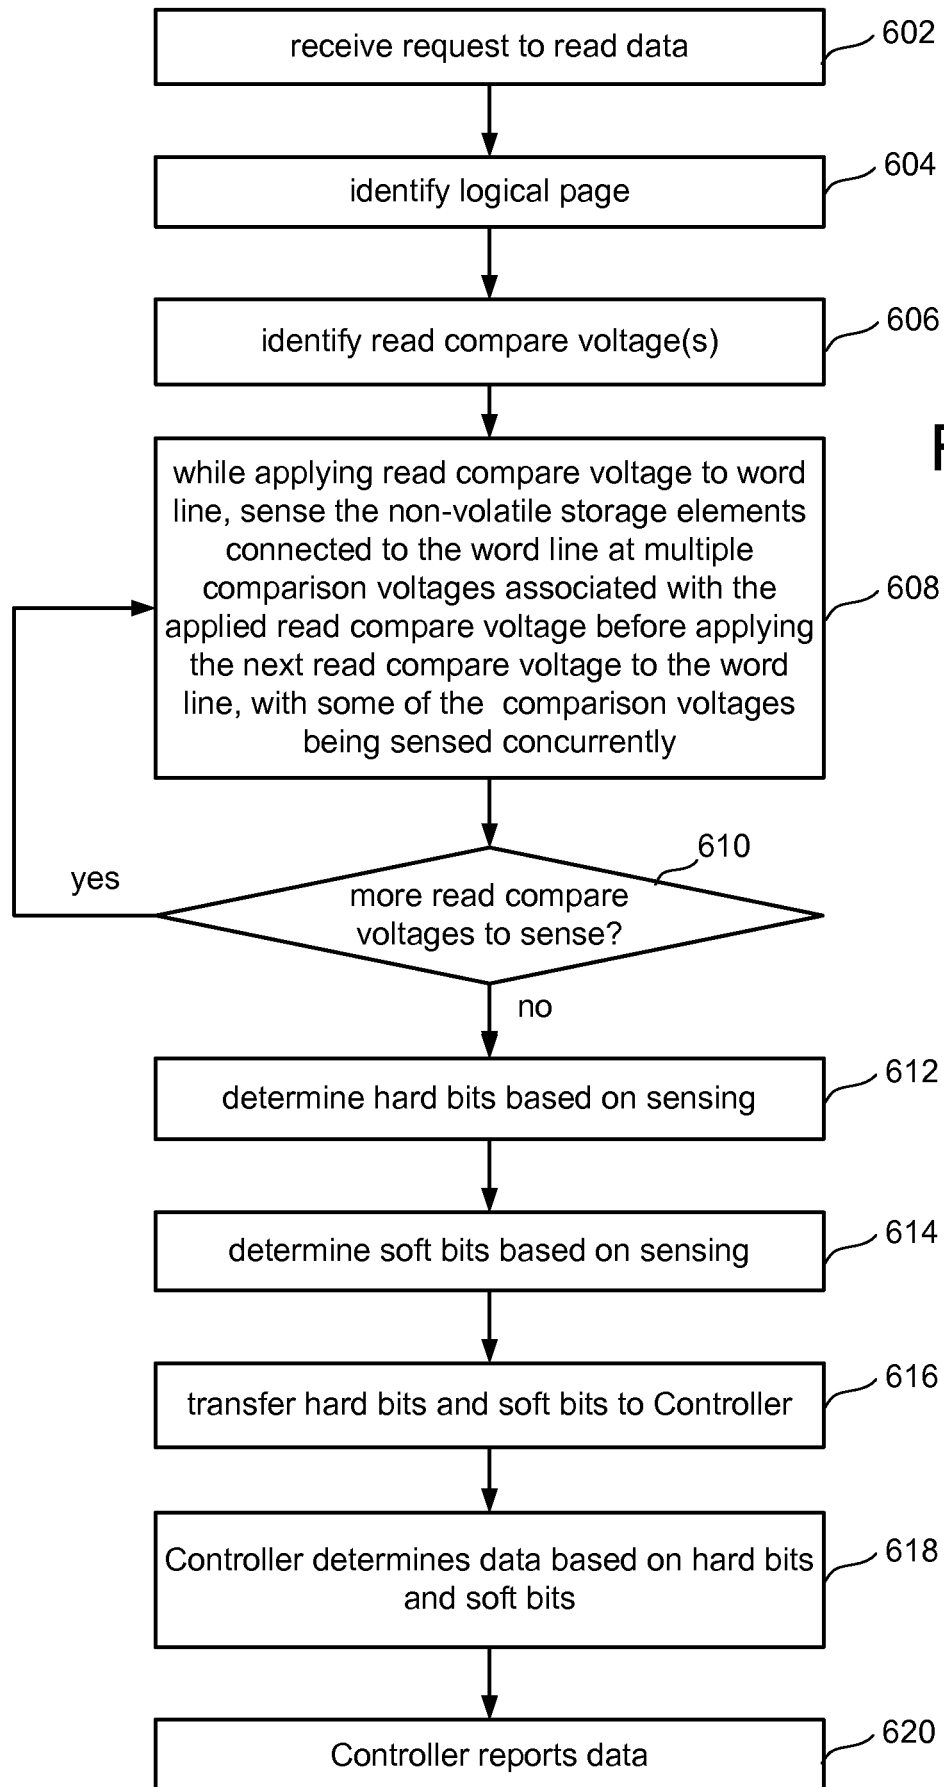 receive request to read data
602
identify logical page
604
identify read compare voltage(s)
606
while applying read compare voltage to word
line, sense the non-volatile storage elements
connected to the word line at multiple
comparison voltages associated with the
applied read compare voltage before applying
the next read compare voltage to the word
line, with some of the comparison voltages
being sensed concurrently
608
610
yes
more read compare
voltages to sense?
no
determine hard bits based on sensing
612
determine soft bits based on sensing
614
transfer hard bits and soft bits to Controller
616
Controller determines data based on hard bits
and soft bits
618
Controller reports data
620